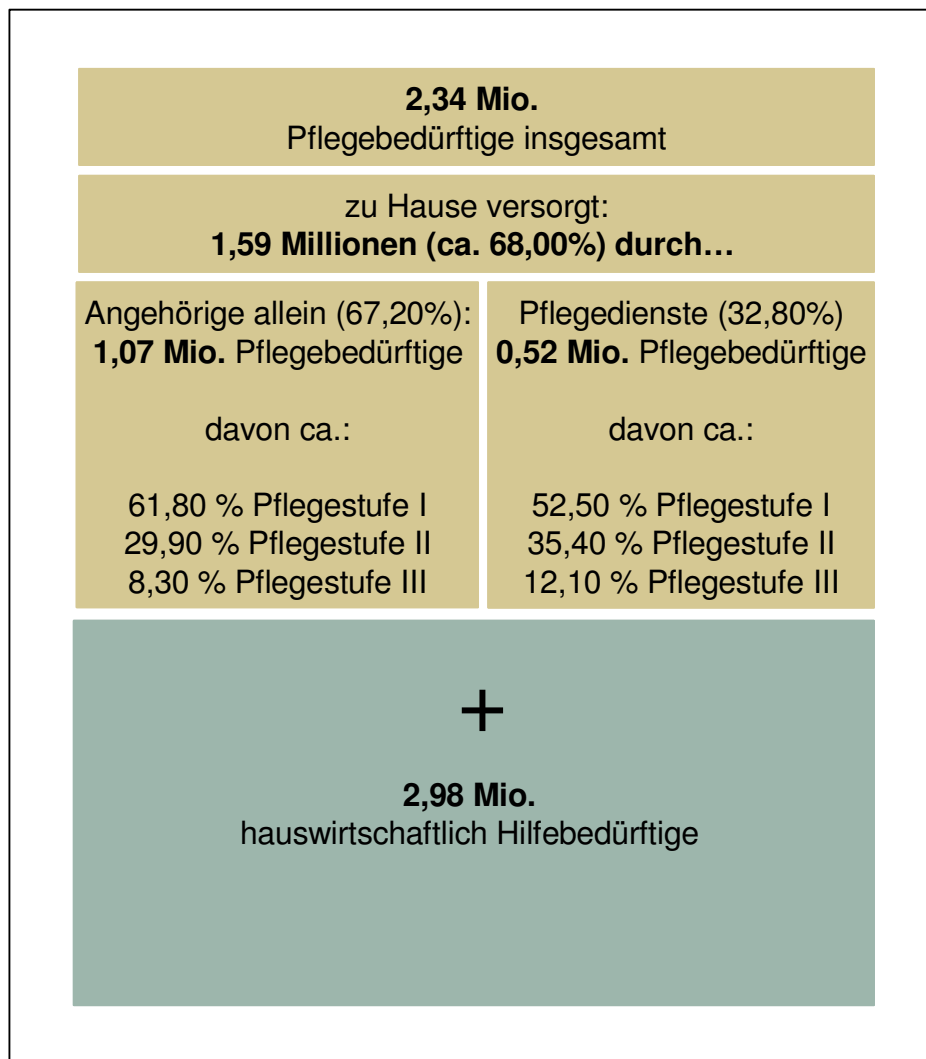 2,34 Mio.
Pflegebedürftige insgesamt
zu Hause versorgt:
1,59 Millionen (ca. 68,00%) durch…
Angehörige allein (67,20%):
1,07 Mio. Pflegebedürftige
davon ca.:
61,80 % Pflegestufe I
29,90 % Pflegestufe II
8,30 % Pflegestufe III
Pflegedienste (32,80%)
0,52 Mio. Pflegebedürftige
davon ca.:
52,50 % Pflegestufe I
35,40 % Pflegestufe II
12,10 % Pflegestufe III
+
2,98 Mio.
hauswirtschaftlich Hilfebedürftige